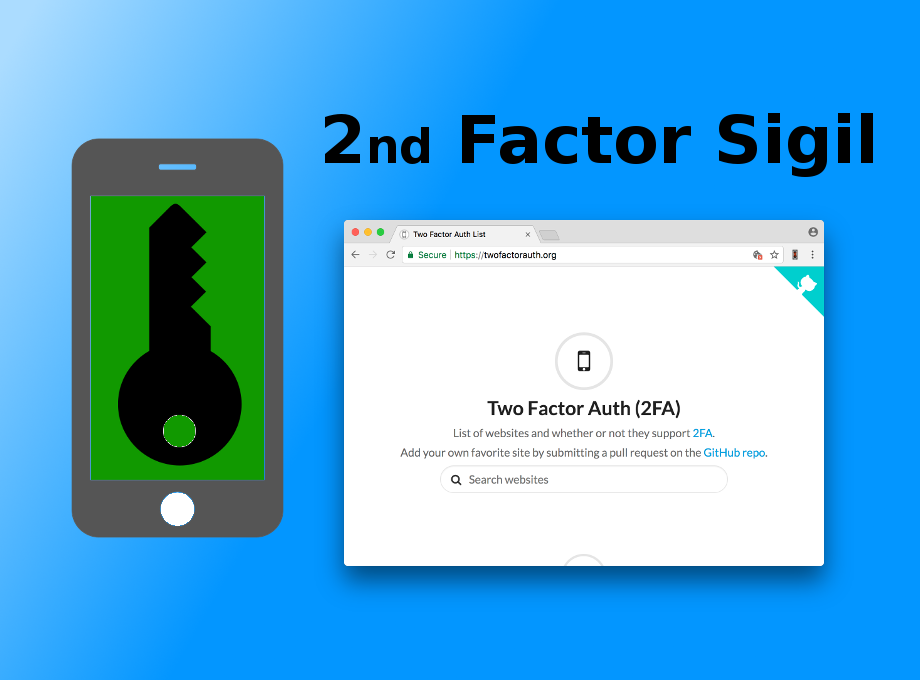 2nd Factor Sigil
Two Factor Auth List
Secure https://twofactorauth.org
Two Factor Auth (2FA)
List of websites and whether or not they support 2FA.
Add your own favorite site by submitting a pull request on the GitHub repo.
Search websites